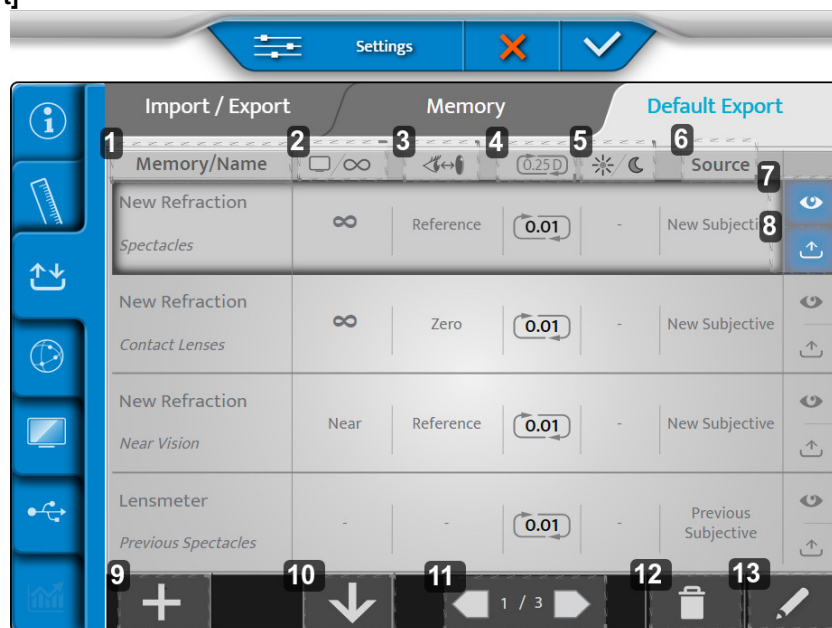 t]
Settings
Import / Export
Memory
Default Export
1
2
3
4
5
6
Memory/Name
0.25 D
Source
7
New Refraction
Spectacles
∞
Reference
0.01
-
New Subjecti
8
New Refraction
Contact Lenses
∞
Zero
0.01
-
New Subjective
New Refraction
Near Vision
Near
Reference
0.01
-
New Subjective
Lensmeter
Previous Spectacles
-
-
0.01
-
Previous
Subjective
9
10
11
12
13
1 / 3